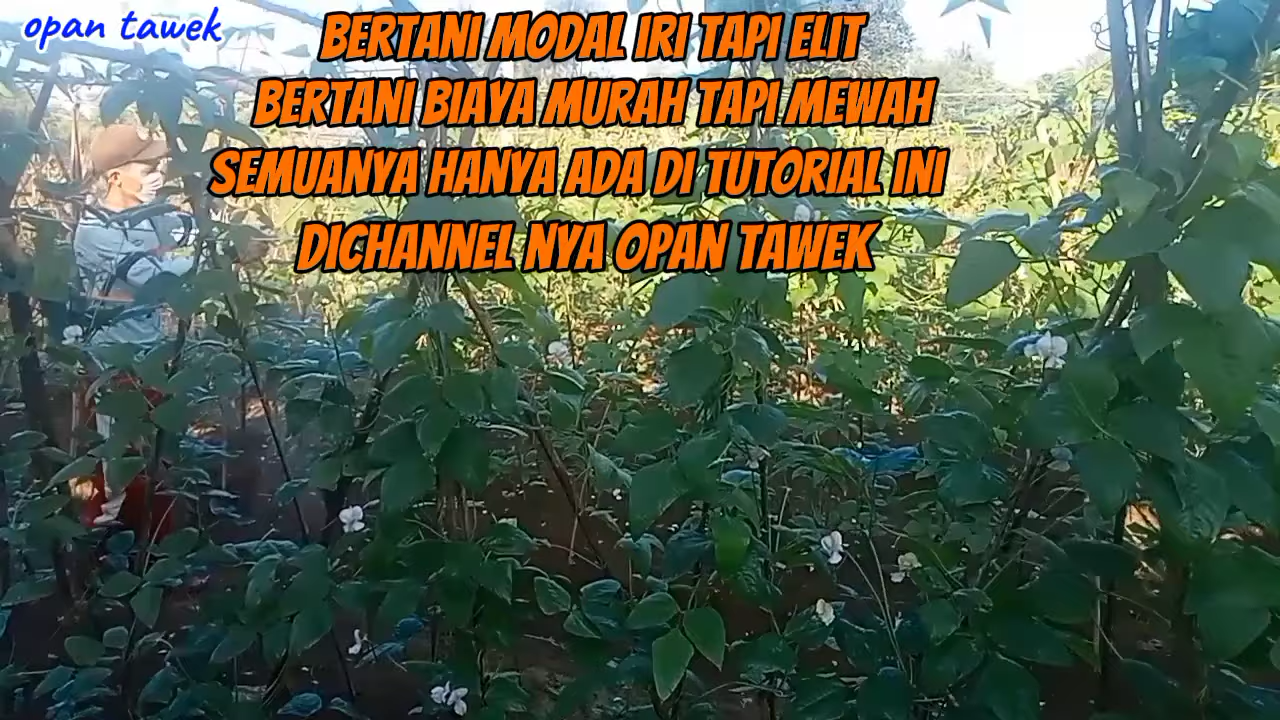 opan tawek
BERTANI MODAL IRI TAPI ELIT
BERTANI BIAYA MURAH TAPI MEWAH
SEMUANYA HANYA ADA DI TUTORIAL INI
DICHANNEL NYA OPAN TAWEK